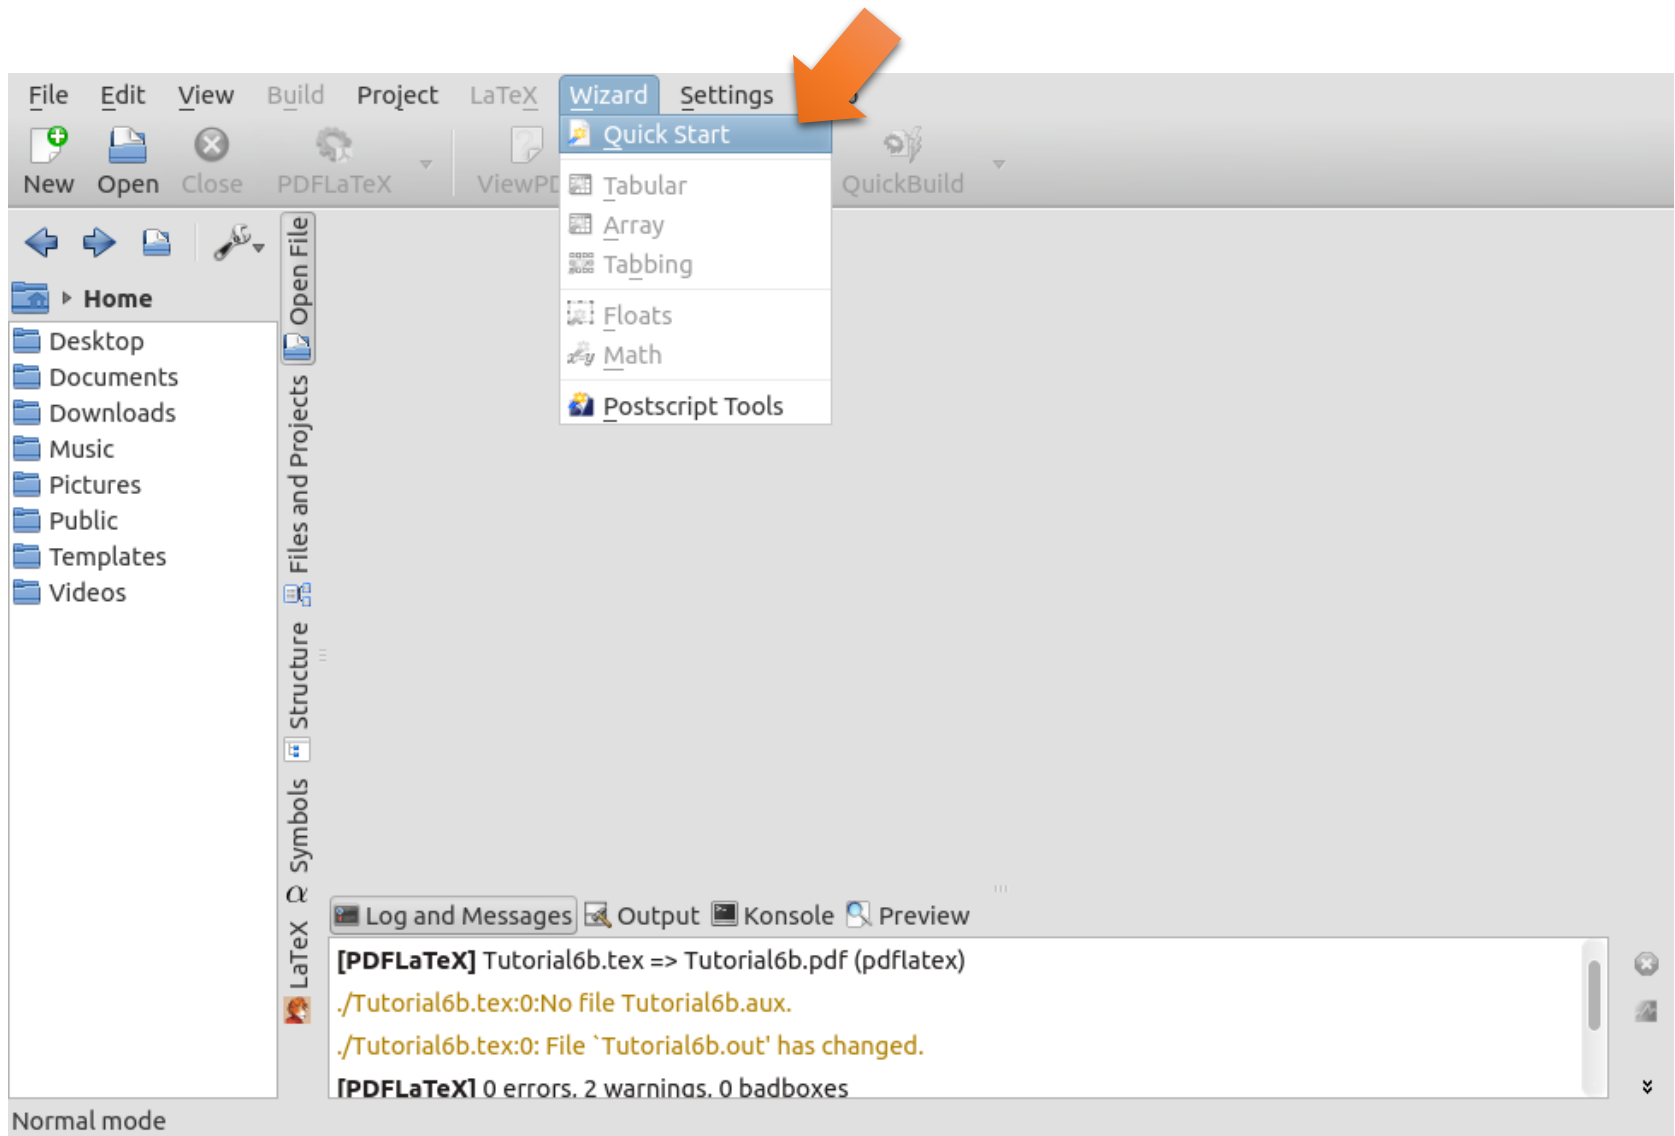 File Edit View Build Project LaTeX Wizard Settings
New Open Close PDFLaTeX ViewPD QuickBuild
Quick Start
Tabular
Array
Tabbing
Floats
Math
Postscript Tools
Home
Desktop
Documents
Downloads
Music
Pictures
Public
Templates
Videos
Open File
Files and Projects
Structure
Symbols
LaTeX
Log and Messages Output Konsole Preview
[PDFLaTeX] Tutorial6b.tex => Tutorial6b.pdf (pdflatex)
./Tutorial6b.tex:0:No file Tutorial6b.aux.
./Tutorial6b.tex:0: File `Tutorial6b.out' has changed.
[PDFLaTeX] 0 errors, 2 warnings, 0 badboxes
Normal mode